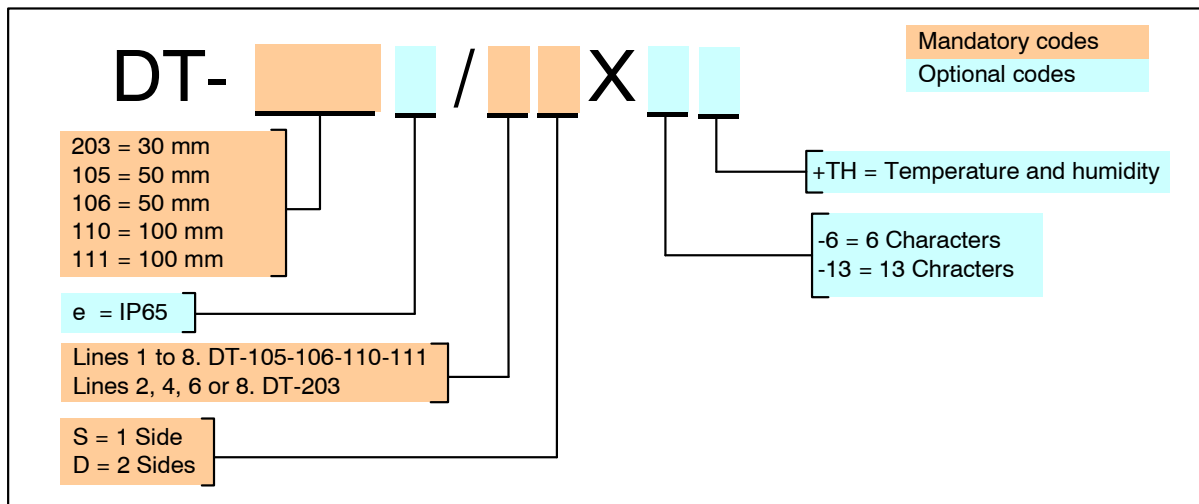 DT- / X
Mandatory codes
Optional codes
203 = 30 mm
105 = 50 mm
106 = 50 mm
110 = 100 mm
111 = 100 mm
+TH = Temperature and humidity
-6 = 6 Characters
-13 = 13 Chracters
e = IP65
Lines 1 to 8. DT-105-106-110-111
Lines 2, 4, 6 or 8. DT-203
S = 1 Side
D = 2 Sides